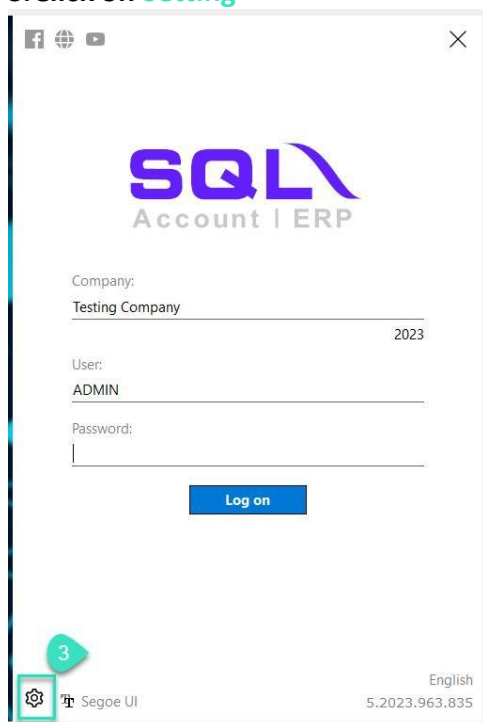 3. Click on Setting
SQL
Account | ERP
Company:
Testing Company
2023
User:
ADMIN
Password:
Log on
3
English
Segoe UI
5.2023.963.835